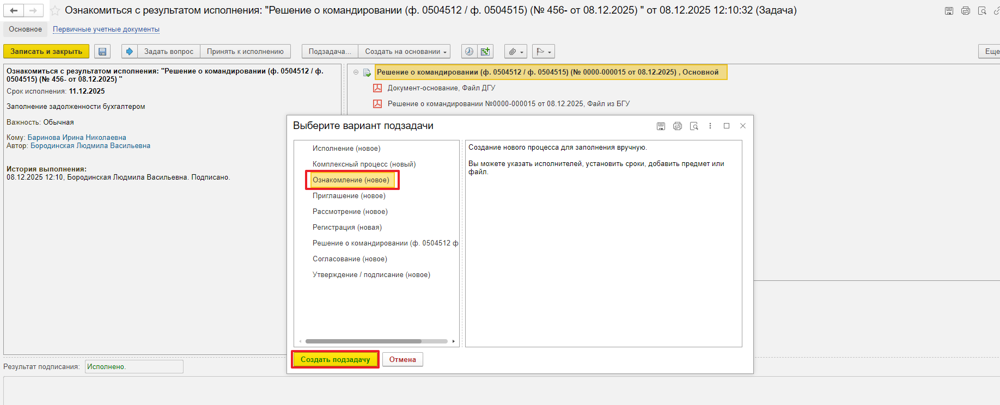 Ознакомиться с результатом исполнения: "Решение о командировании (ф. 0504512 / ф. 0504515) (№ 456- от 08.12.2025) " от 08.12.2025 12:10:32 (Задача)
Основное Первичные учетные документы
Записать и закрыть Задать вопрос Принять к исполнению Подзадача... Создать на основании Еще
Ознакомиться с результатом исполнения: "Решение о командировании (ф. 0504512 / ф.
0504515) (№ 456- от 08.12.2025) "
Срок исполнения: 11.12.2025
Заполнение задолженности бухгалтером
Важность: Обычная
Кому: Баринова Ирина Николаевна
Автор: Бородинская Людмила Васильевна
История выполнения:
08.12.2025 12:10, Бородинская Людмила Васильевна. Подписано.
Решение о командировании (ф. 0504512 / ф. 0504515) (№ 0000-000015 от 08.12.2025) , Основной
Документ-основание, Файл ДГУ
Решение о командировании №0000-000015 от 08.12.2025, Файл из БГУ
Выберите вариант подзадачи
Исполнение (новое)
Комплексный процесс (новый)
Ознакомление (новое)
Приглашение (новое)
Рассмотрение (новое)
Регистрация (новая)
Решение о командировании (ф. 0504512 ф
Согласование (новое)
Утверждение / подписание (новое)
Создание нового процесса для заполнения вручную.
Вы можете указать исполнителей, установить сроки, добавить предмет или
файл.
Создать подзадачу Отмена
Результат подписания: Исполнено.